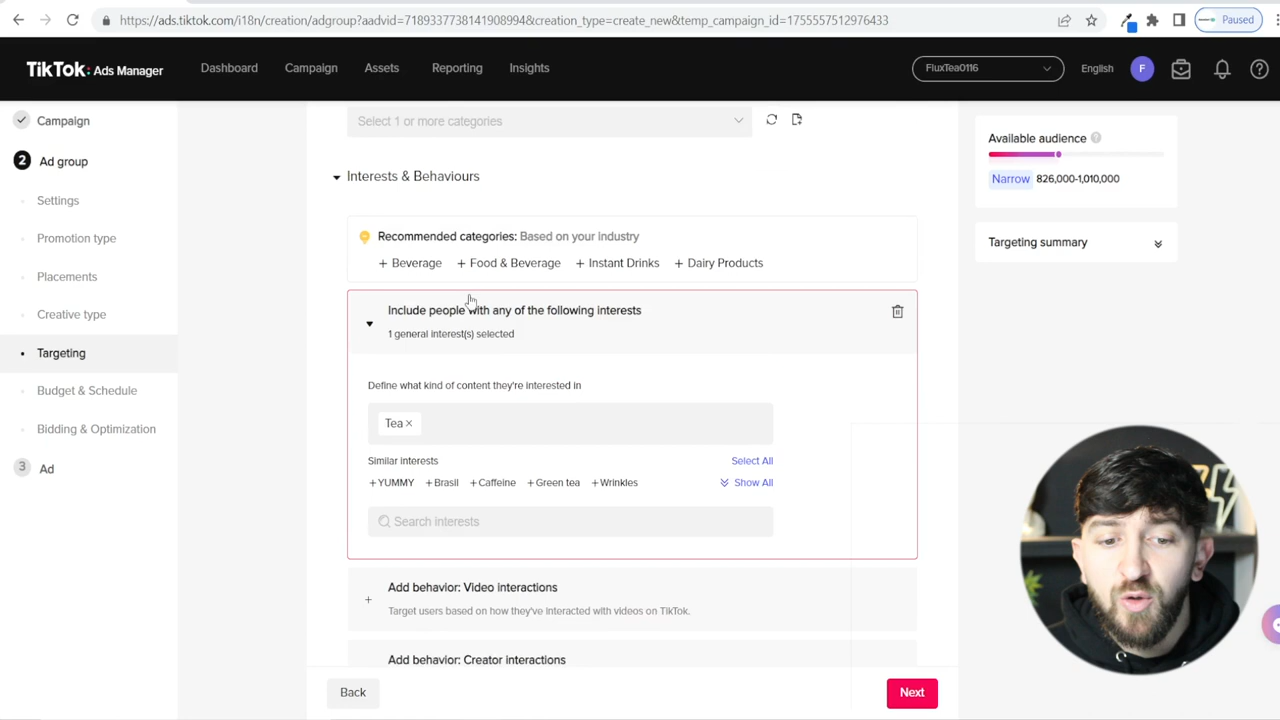 https://ads.tiktok.com/i18n/creation/adgroup?aadvid=7189337738141908994&creation_type=create_new&temp_campaign_id=1755557512976433
Paused
TikTok: Ads Manager
Dashboard
Campaign
Assets
Reporting
Insights
FluxTea0116
English
F
Campaign
2 Ad group
Settings
Promotion type
Placements
Creative type
Targeting
Budget & Schedule
Bidding & Optimization
3 Ad
Select 1 or more categories
Interests & Behaviours
Recommended categories: Based on your industry
+ Beverage + Food & Beverage + Instant Drinks + Dairy Products
Include people with any of the following interests
1 general interest(s) selected
Define what kind of content they're interested in
Tea ×
Similar interests
Select All
+YUMMY +Brasil +Caffeine +Green tea +Wrinkles
Show All
Search interests
+ Add behavior: Video interactions
Target users based on how they've interacted with videos on TikTok.
Add behavior: Creator interactions
Back
Next
Available audience ?
Narrow 826,000-1,010,000
Targeting summary